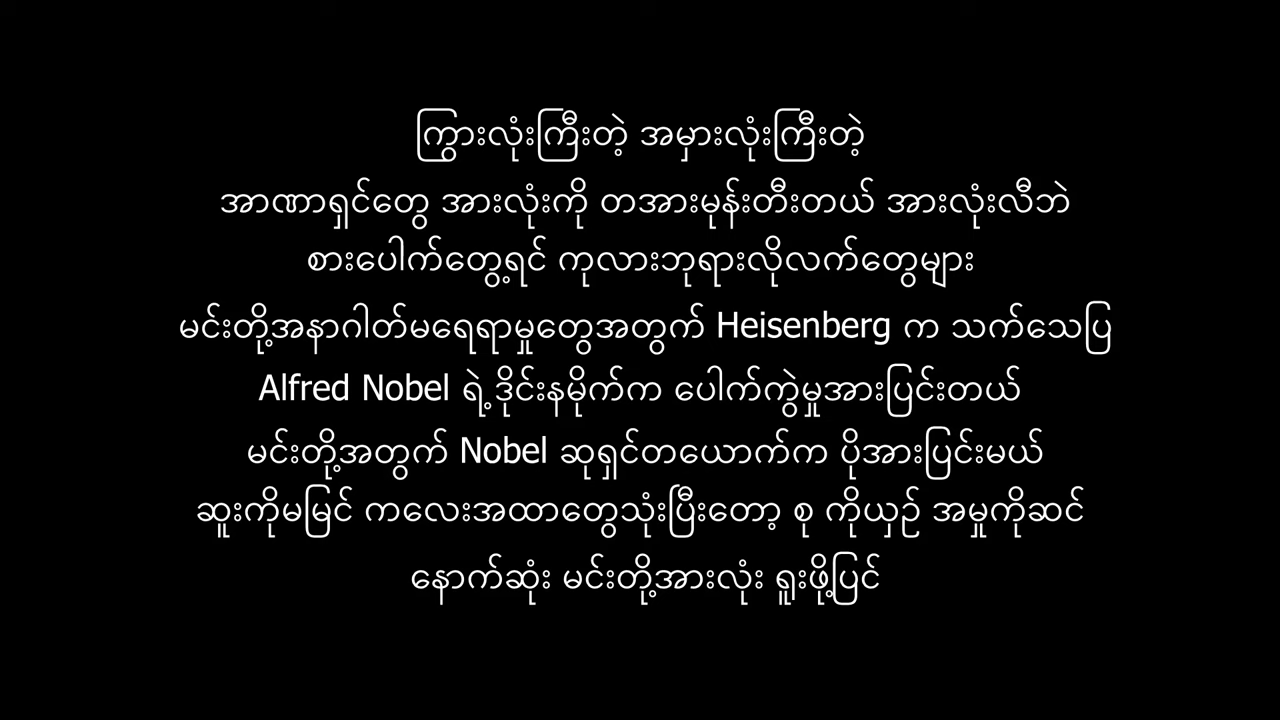 ကြွားလုံးကြီးတဲ့ အမှားလုံးကြီးတဲ့
အာဏာရှင်တွေ အားလုံးကို တအားမုန်းတီးတယ် အားလုံးလီဘဲ
စားပေါက်တွေ့ရင် ကုလားဘုရားလိုလက်တွေများ
မင်းတို့အနာဂါတ်မရေရာမှုတွေအတွက် Heisenberg က သက်သေပြ
Alfred Nobel ရဲ့ ဒိုင်းနမိုက်က ပေါက်ကွဲမှုအားပြင်းတယ်
မင်းတို့အတွက် Nobel ဆုရှင်တယောက်က ပိုအားပြင်းမယ်
ဆူးကိုမမြင် ကလေးအထာတွေသုံးပြီးတော့ စု ကိုယှဉ် အမှုကိုဆင်
နောက်ဆုံး မင်းတို့အားလုံး ရူးဖို့ပြင်